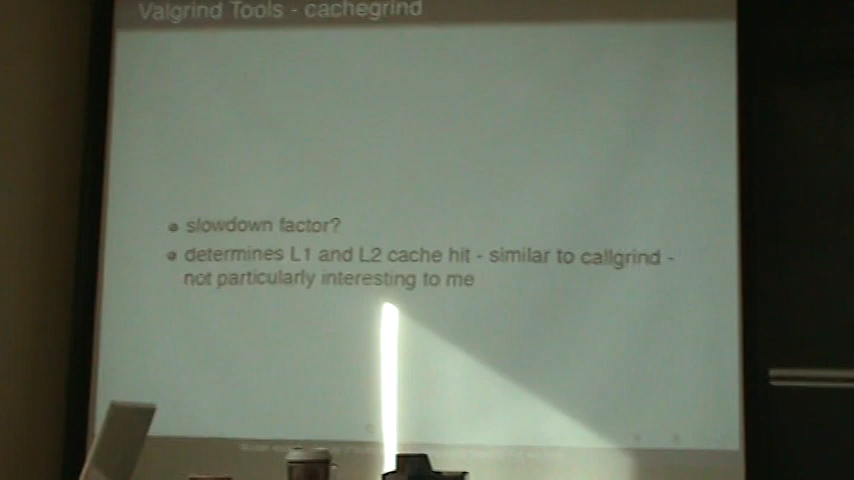 Valgrind Tools - cachegrind
slowdown factor?
determines L1 and L2 cache hit - similar to callgrind -
not particularly interesting to me